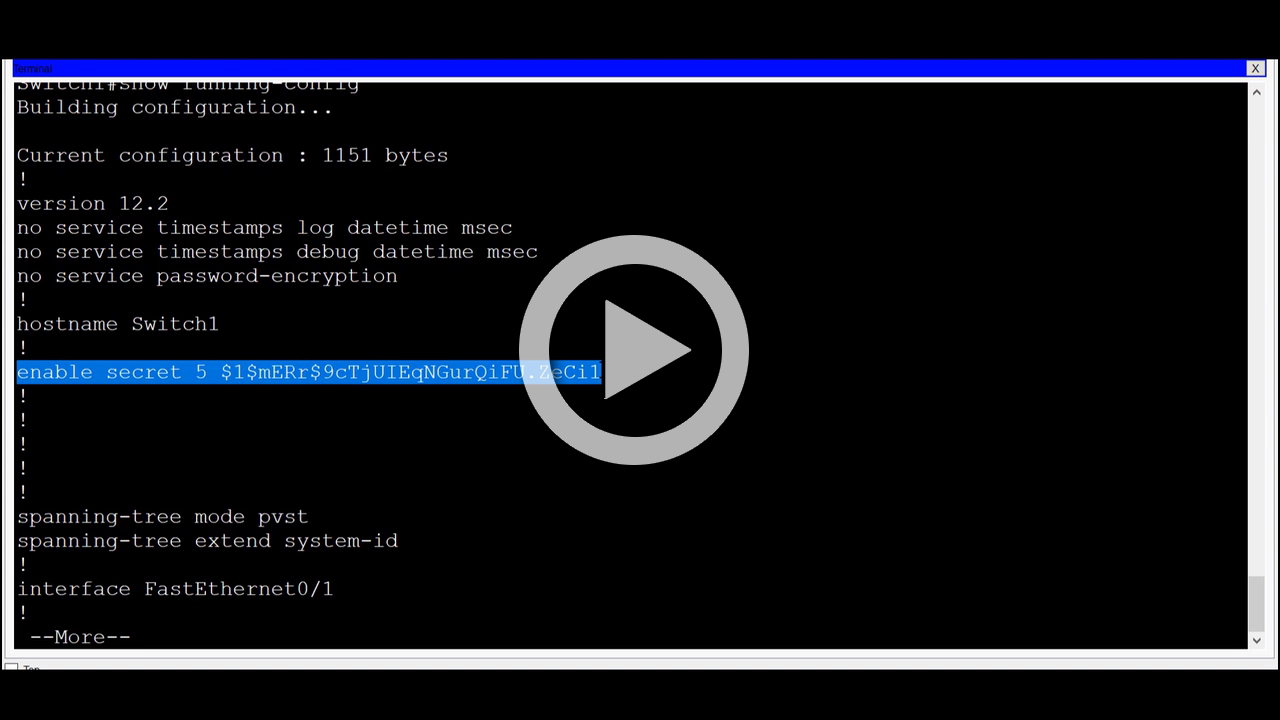 Terminal
X
Switch1#show running-config
Building configuration...
Current configuration : 1151 bytes
!
version 12.2
no service timestamps log datetime msec
no service timestamps debug datetime msec
no service password-encryption
!
hostname Switch1
!
enable secret 5 $1$mERr$9cTjUIEqNGurQiFU.ZeCi1
!
!
!
!
!
spanning-tree mode pvst
spanning-tree extend system-id
!
interface FastEthernet0/1
!
--More--
Top